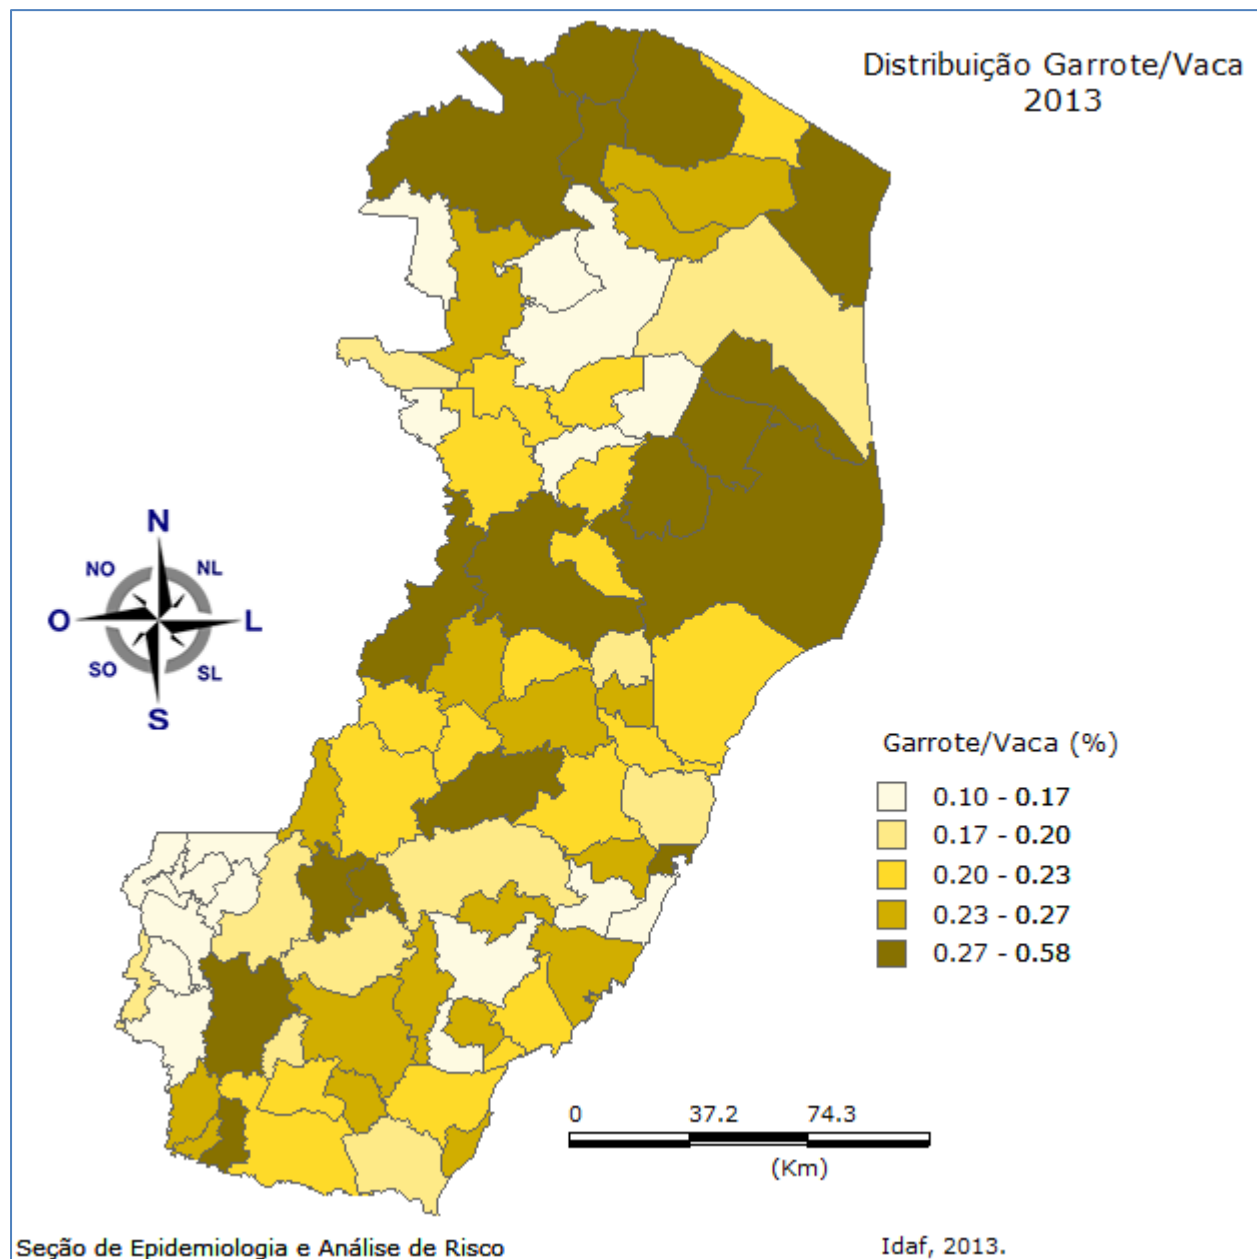 Distribuição Garrote/Vaca
2013
N
NO
NL
O
L
SO
SL
S
Garrote/Vaca (%)
0.10 - 0.17
0.17 - 0.20
0.20 - 0.23
0.23 - 0.27
0.27 - 0.58
0 37.2 74.3
(Km)
Seção de Epidemiologia e Análise de Risco
Idaf, 2013.